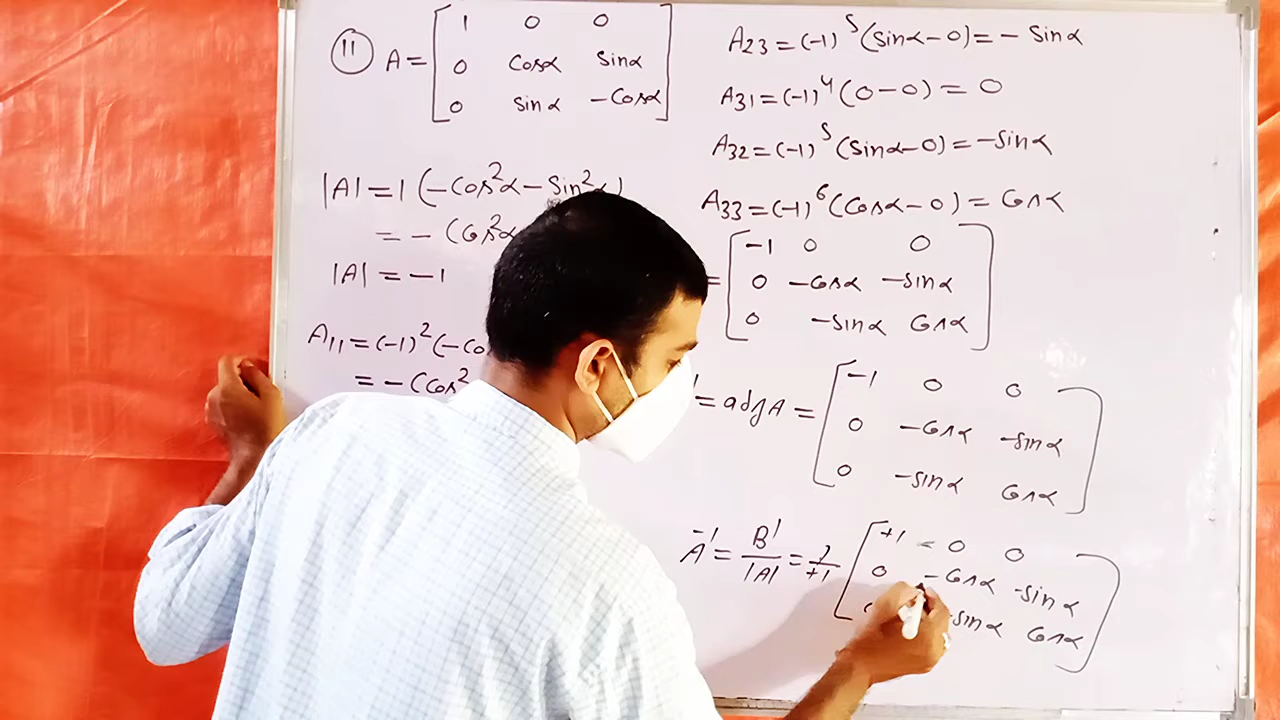 11 A = [ 1 0 0
0 Cosα Sinα
0 Sinα -Cosα ]
|A| = 1 (-Cos²α - Sin²α)
= - (Cos²α
|A| = -1
A11 = (-1)² (-Co
= - (Cos²
A23 = (-1)⁵ (Sinα - 0) = - Sinα
A31 = (-1)⁴ (0 - 0) = 0
A32 = (-1)⁵ (Sinα - 0) = - Sinα
A33 = (-1)⁶ (Cosα - 0) = Cosα
= [ -1 0 0
0 -Cosα -Sinα
0 -Sinα Cosα ]
= adjA = [ -1 0 0
0 -Cosα -Sinα
0 -Sinα Cosα ]
A⁻¹ = B'/|A| = 1/+1 [ +1 0 0
0 -Cosα -Sinα
-Sinα Cosα ]